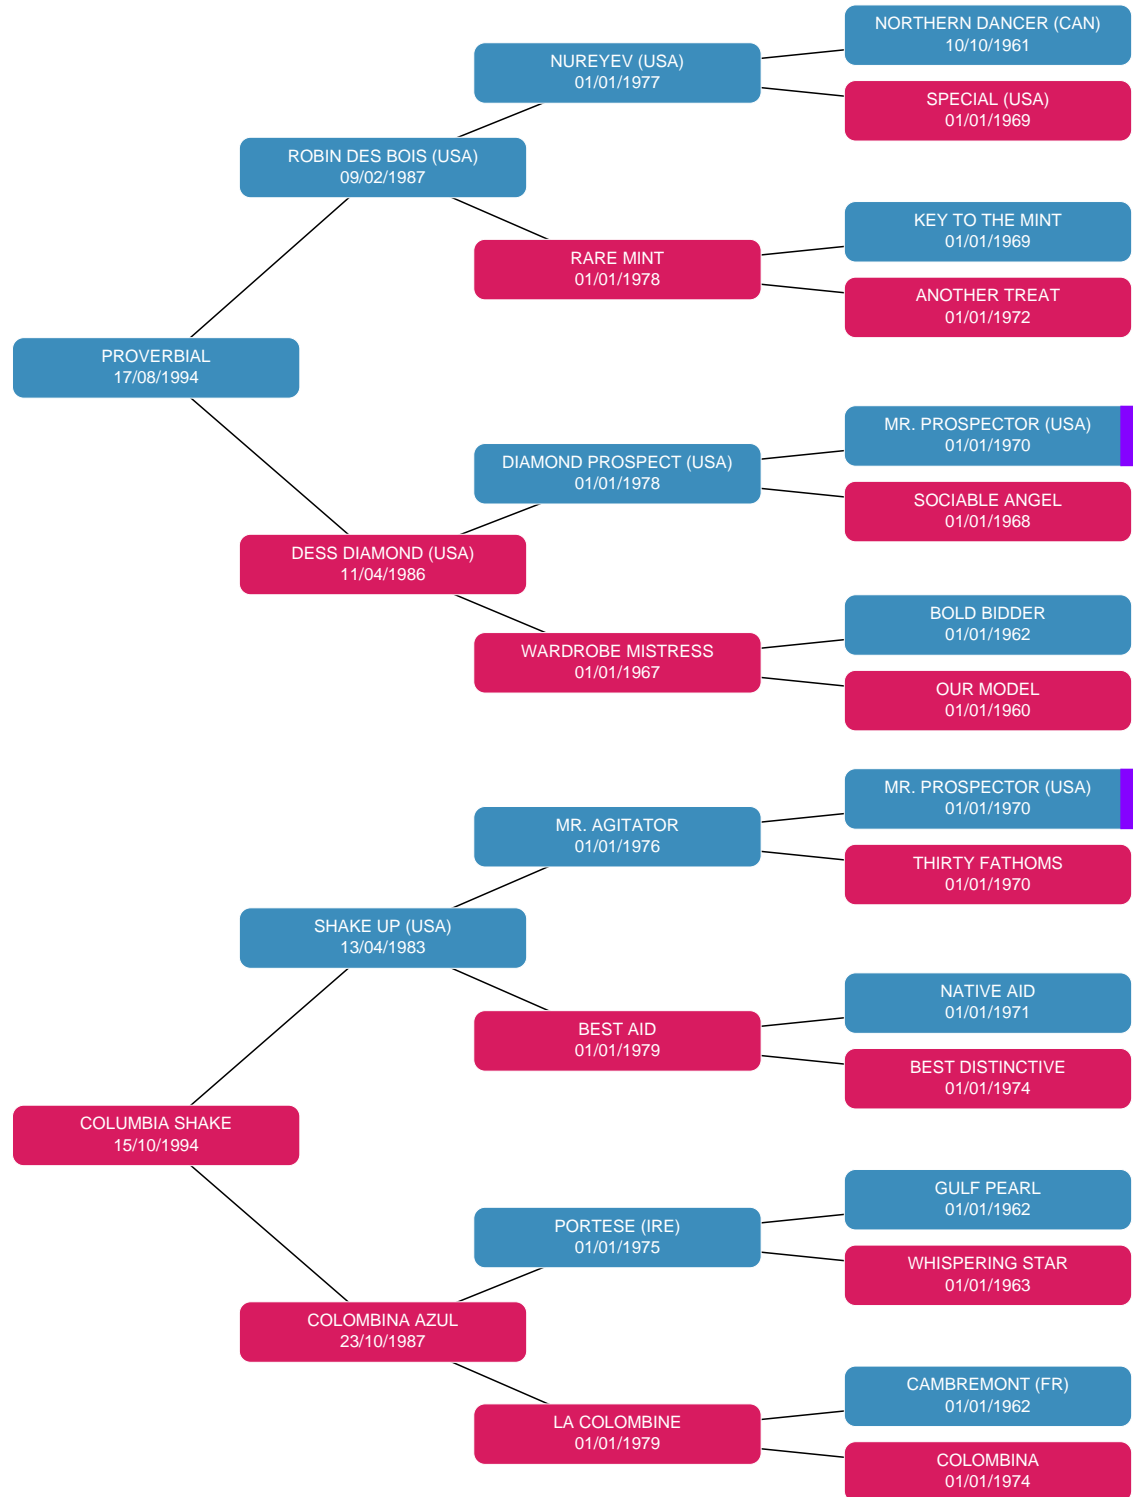 NORTHERN DANCER (CAN)
10/10/1961
NUREYEV (USA)
01/01/1977
SPECIAL (USA)
01/01/1969
ROBIN DES BOIS (USA)
09/02/1987
KEY TO THE MINT
01/01/1969
RARE MINT
01/01/1978
ANOTHER TREAT
01/01/1972
PROVERBIAL
17/08/1994
MR. PROSPECTOR (USA)
01/01/1970
DIAMOND PROSPECT (USA)
01/01/1978
SOCIABLE ANGEL
01/01/1968
DESS DIAMOND (USA)
11/04/1986
BOLD BIDDER
01/01/1962
WARDROBE MISTRESS
01/01/1967
OUR MODEL
01/01/1960
MR. PROSPECTOR (USA)
01/01/1970
MR. AGITATOR
01/01/1976
THIRTY FATHOMS
01/01/1970
SHAKE UP (USA)
13/04/1983
NATIVE AID
01/01/1971
BEST AID
01/01/1979
BEST DISTINCTIVE
01/01/1974
COLUMBIA SHAKE
15/10/1994
GULF PEARL
01/01/1962
PORTESE (IRE)
01/01/1975
WHISPERING STAR
01/01/1963
COLOMBINA AZUL
23/10/1987
CAMBREMONT (FR)
01/01/1962
LA COLOMBINE
01/01/1979
COLOMBINA
01/01/1974